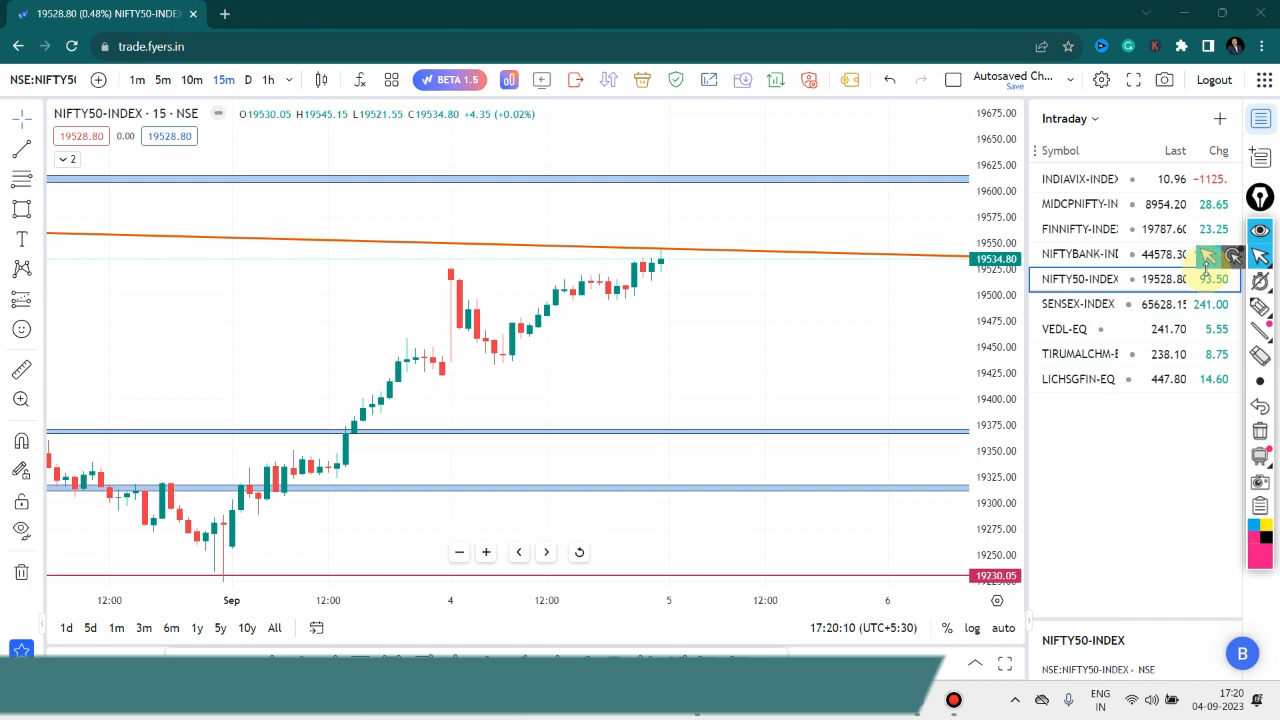 19528.80 (0.48%) NIFTY50-INDE
trade.fyers.in
NSE:NIFTY50
1m 5m 10m 15m D 1h
BETA 1.5
Autosaved Ch...
Save
Logout
NIFTY50-INDEX · 15 · NSE
O19530.05 H19545.15 L19521.55 C19534.80 +4.35 (+0.02%)
19528.80 0.00 19528.80
2
19675.00
19650.00
19625.00
19600.00
19575.00
19550.00
19534.80
19525.00
19500.00
19475.00
19450.00
19425.00
19400.00
19375.00
19350.00
19325.00
19300.00
19275.00
19250.00
19230.05
12:00 Sep 12:00 4 12:00 5 12:00 6
1d 5d 1m 3m 6m 1y 5y 10y All
17:20:10 (UTC+5:30) % log auto
Intraday
Symbol Last Chg
INDIAVIX-INDEX 10.96 −1125.
MIDCPNIFTY-IN 8954.20 28.65
FINNIFTY-INDE 19787.60 23.25
NIFTYBANK-IN 44578.30
NIFTY50-INDEX 19528.80 93.50
SENSEX-INDEX 65628.15 241.00
VEDL-EQ 241.70 5.55
TIRUMALCHM-E 238.10 8.75
LICHSGFIN-EQ 447.80 14.60
NIFTY50-INDEX
NSE:NIFTY50-INDEX · NSE
B
K
ENG
IN
17:20
04-09-2023